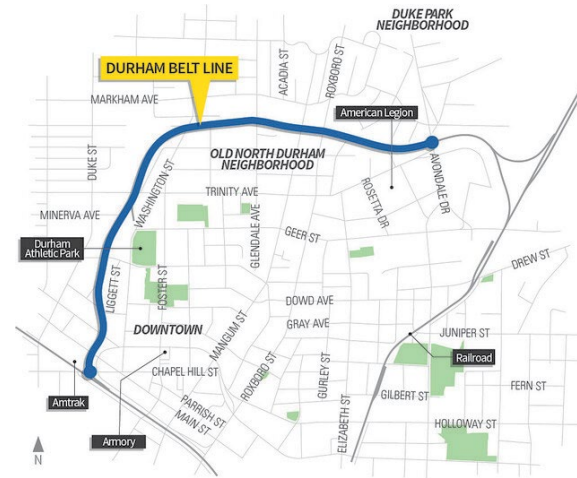 DUKE PARK
NEIGHBORHOOD
ACADIA ST
ROXBORO ST
DURHAM BELT LINE
MARKHAM AVE
American Legion
DUKE ST
WASHINGTON ST
OLD NORTH DURHAM
NEIGHBORHOOD
AVONDALE DR
ROSETTA DR
TRINITY AVE
MINERVA AVE
GLENDALE AVE
GEER ST
Durham
Athletic Park
DREW ST
LIGGETT ST
FOSTER ST
DOWD AVE
DOWNTOWN
MANGUM ST
GRAY AVE
JUNIPER ST
Railroad
CHAPEL HILL ST
ROXBORO ST
GURLEY ST
FERN ST
GILBERT ST
Amtrak
PARRISH ST
MAIN ST
ELIZABETH ST
HOLLOWAY ST
Armory
N